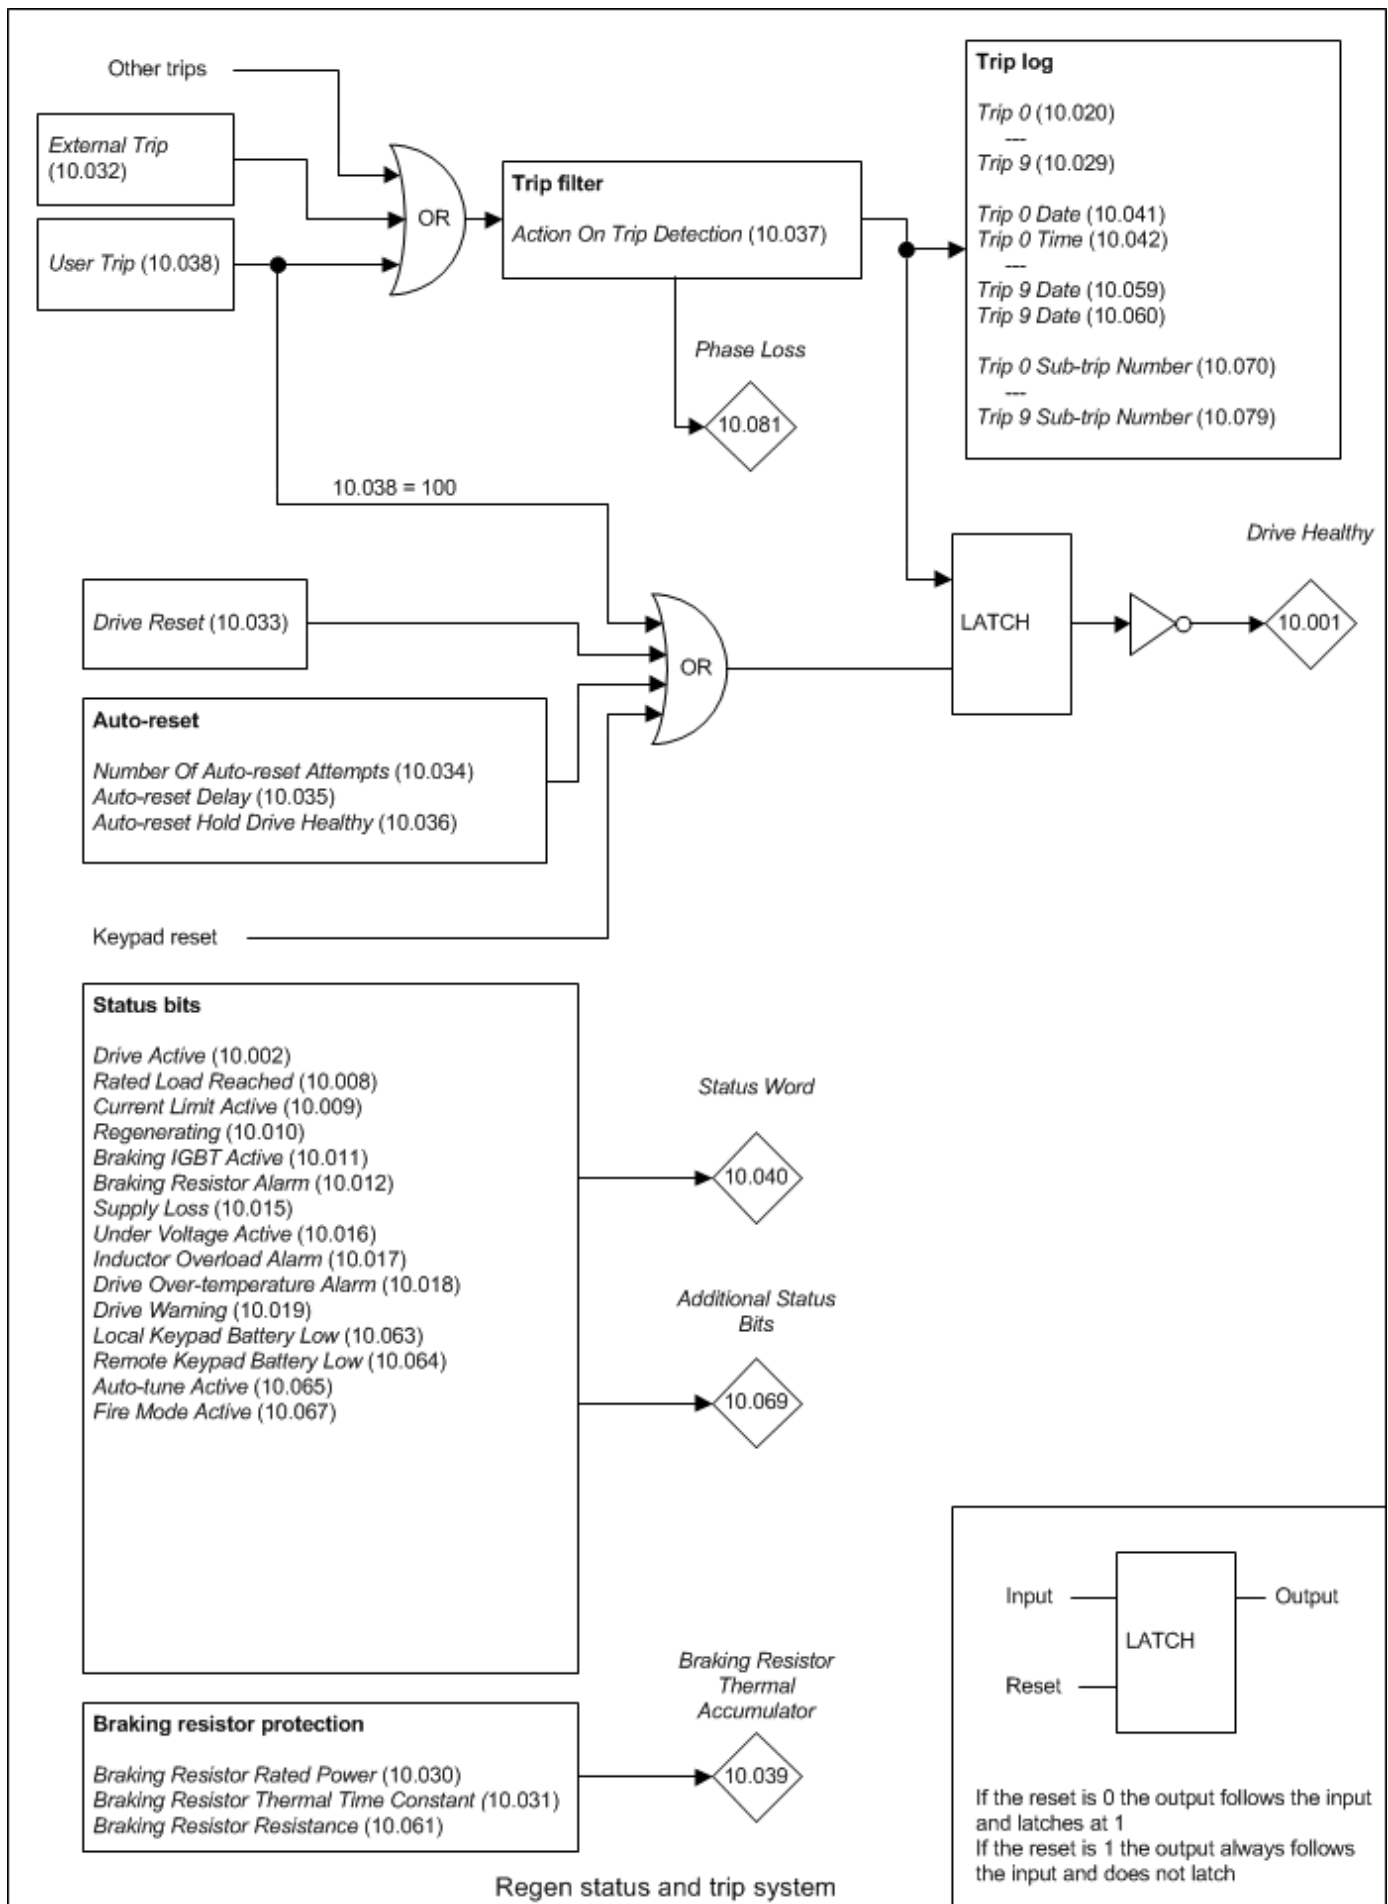 Other trips
External Trip
(10.032)
User Trip (10.038)
OR
Trip filter
Action On Trip Detection (10.037)
Trip log
Trip 0 (10.020)
---
Trip 9 (10.029)
Trip 0 Date (10.041)
Trip 0 Time (10.042)
---
Trip 9 Date (10.059)
Trip 9 Date (10.060)
Trip 0 Sub-trip Number (10.070)
---
Trip 9 Sub-trip Number (10.079)
Phase Loss
10.081
10.038 = 100
Drive Reset (10.033)
Auto-reset
Number Of Auto-reset Attempts (10.034)
Auto-reset Delay (10.035)
Auto-reset Hold Drive Healthy (10.036)
Keypad reset
OR
LATCH
Drive Healthy
10.001
Status bits
Drive Active (10.002)
Rated Load Reached (10.008)
Current Limit Active (10.009)
Regenerating (10.010)
Braking IGBT Active (10.011)
Braking Resistor Alarm (10.012)
Supply Loss (10.015)
Under Voltage Active (10.016)
Inductor Overload Alarm (10.017)
Drive Over-temperature Alarm (10.018)
Drive Warning (10.019)
Local Keypad Battery Low (10.063)
Remote Keypad Battery Low (10.064)
Auto-tune Active (10.065)
Fire Mode Active (10.067)
Status Word
10.040
Additional Status
Bits
10.069
Braking resistor protection
Braking Resistor Rated Power (10.030)
Braking Resistor Thermal Time Constant (10.031)
Braking Resistor Resistance (10.061)
Braking Resistor
Thermal
Accumulator
10.039
Input
Reset
LATCH
Output
If the reset is 0 the output follows the input
and latches at 1
If the reset is 1 the output always follows
the input and does not latch
Regen status and trip system